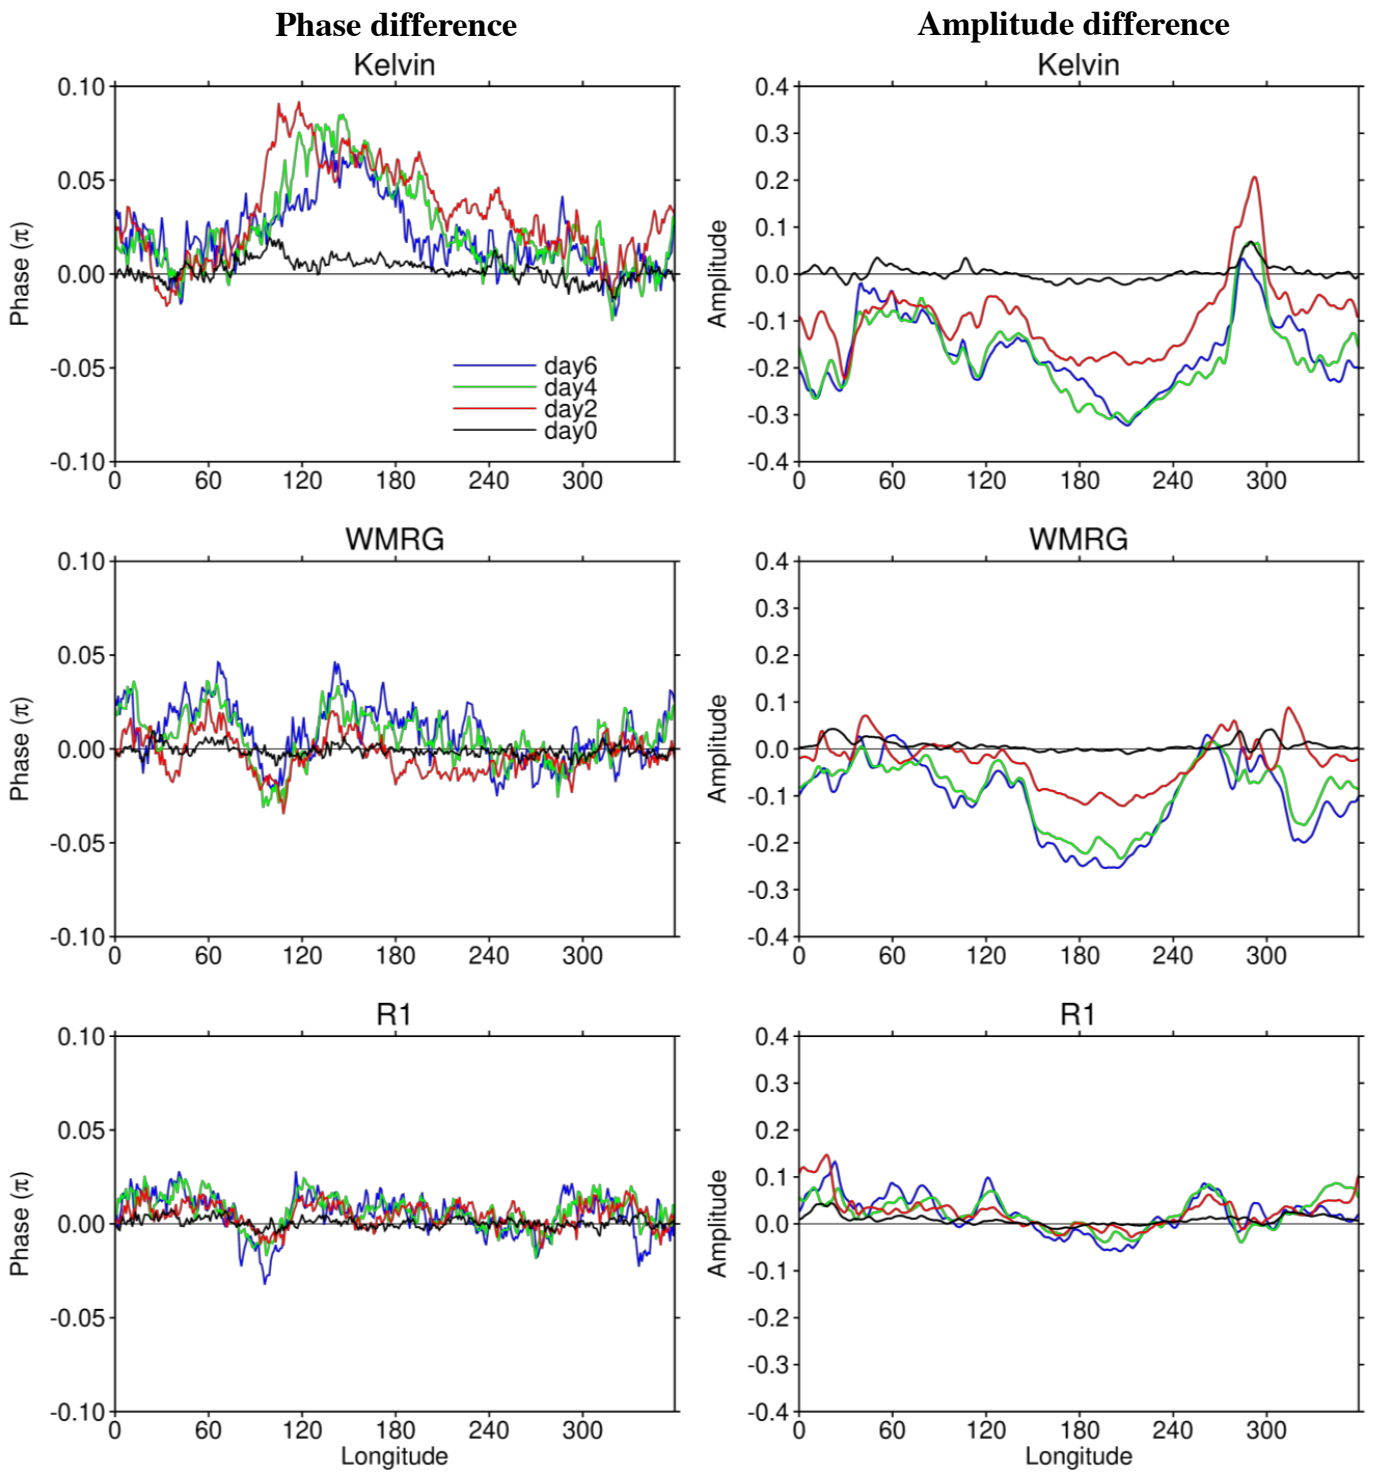 Phase difference
Amplitude difference
Kelvin
Kelvin
0.10
0.05
0.00
-0.05
-0.10
Phase (π)
day6
day4
day2
day0
0 60 120 180 240 300
0.4
0.3
0.2
0.1
0.0
-0.1
-0.2
-0.3
-0.4
Amplitude
0 60 120 180 240 300
WMRG
WMRG
0.10
0.05
0.00
-0.05
-0.10
Phase (π)
0 60 120 180 240 300
0.4
0.3
0.2
0.1
0.0
-0.1
-0.2
-0.3
-0.4
Amplitude
0 60 120 180 240 300
R1
R1
0.10
0.05
0.00
-0.05
-0.10
Phase (π)
0 60 120 180 240 300
Longitude
0.4
0.3
0.2
0.1
0.0
-0.1
-0.2
-0.3
-0.4
Amplitude
0 60 120 180 240 300
Longitude